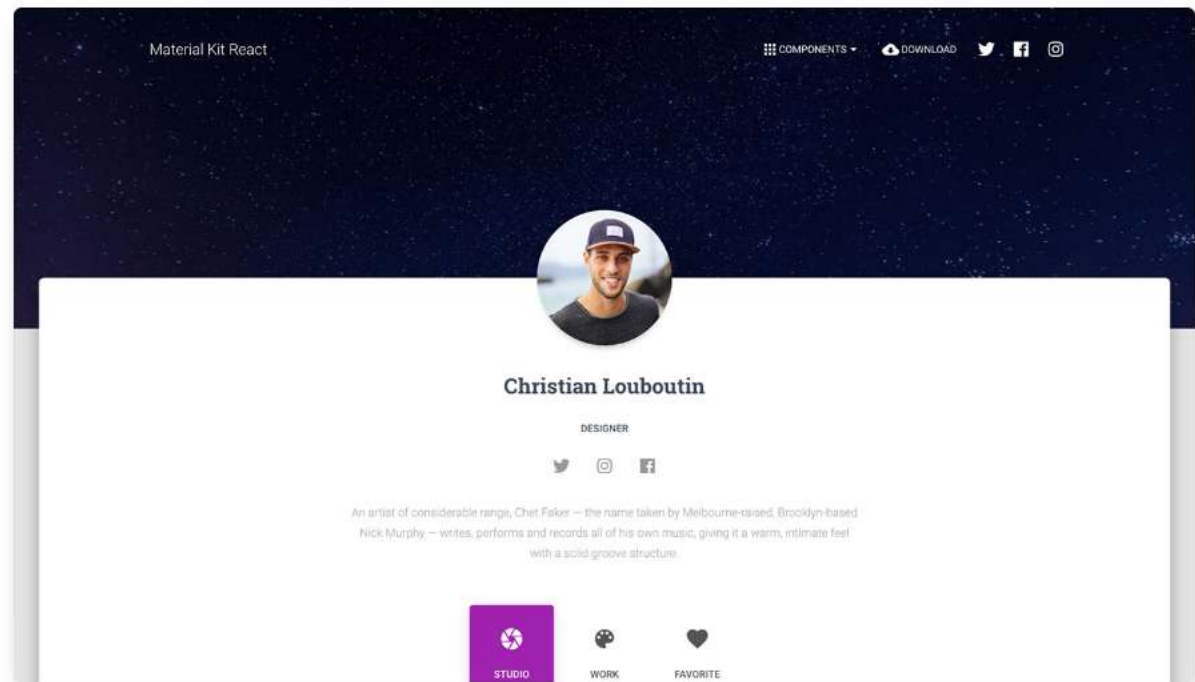 Material Kit React
COMPONENTS
DOWNLOAD
Christian Louboutin
DESIGNER
An artist of considerable range, Chet Faker — the name taken by Melbourne-raised, Brooklyn-based
Nick Murphy — writes, performs and records all of his own music, giving it a warm, intimate feel
with a solid groove structure.
STUDIO
WORK
FAVORITE